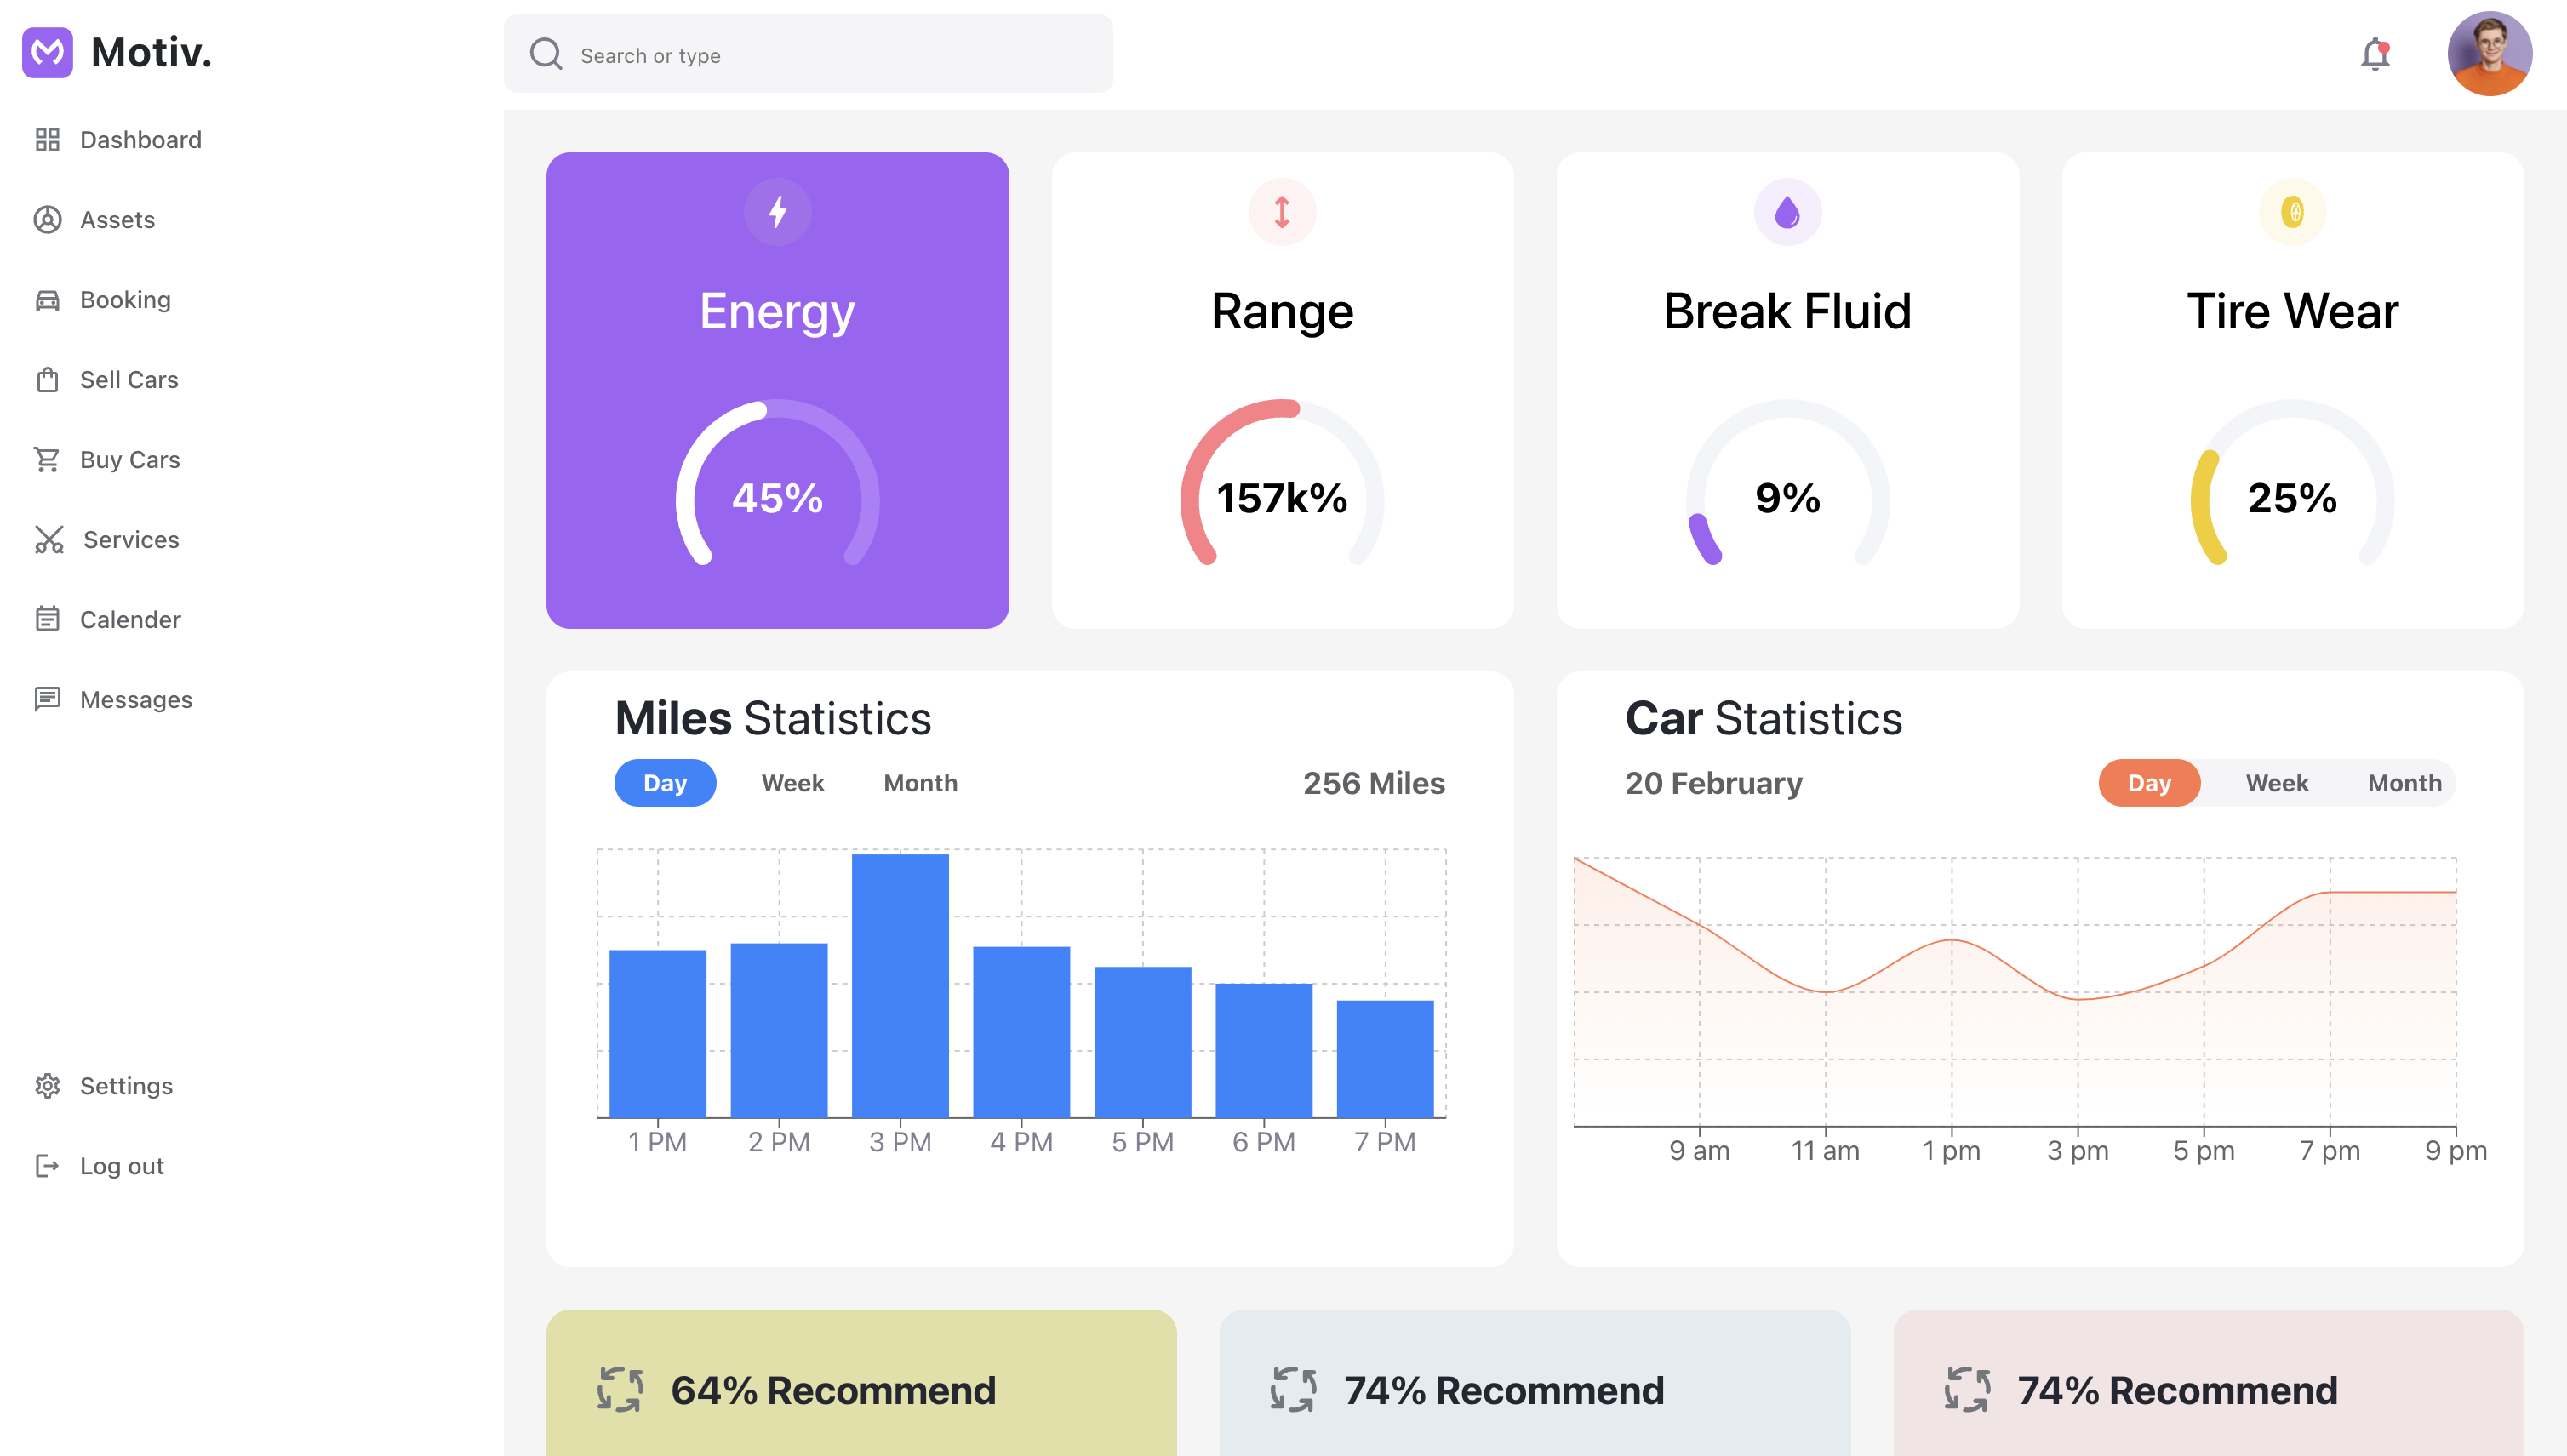 Motiv.
Search or type
Dashboard
Assets
Booking
Sell Cars
Buy Cars
Services
Calender
Messages
Settings
Log out
Energy
45%
Range
157k%
Break Fluid
9%
Tire Wear
25%
Miles Statistics
Day Week Month 256 Miles
1 PM 2 PM 3 PM 4 PM 5 PM 6 PM 7 PM
Car Statistics
20 February Day Week Month
9 am 11 am 1 pm 3 pm 5 pm 7 pm 9 pm
64% Recommend
74% Recommend
74% Recommend